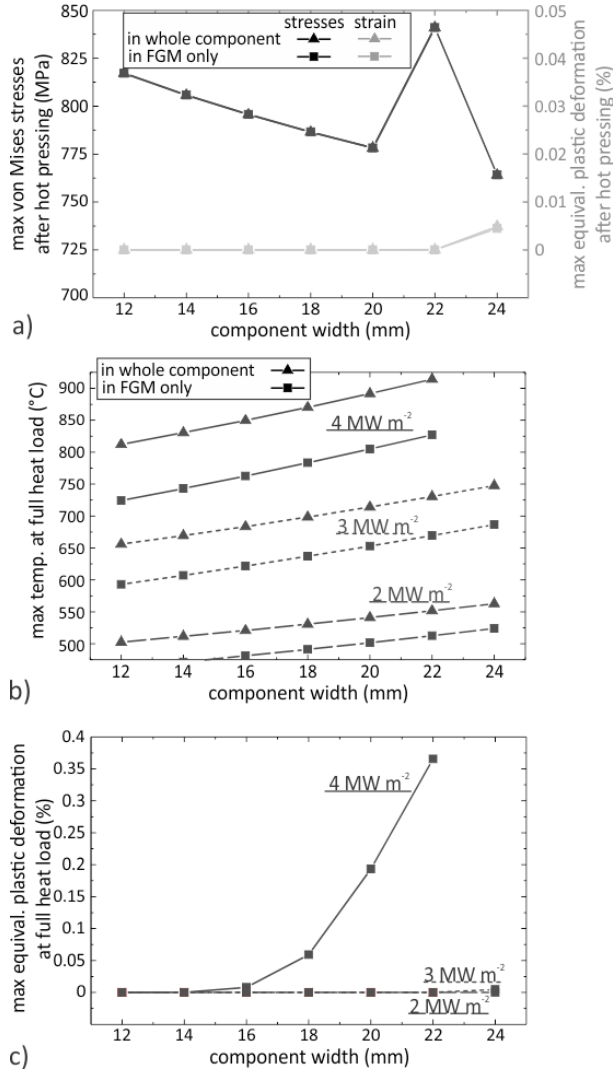 stresses strain
in whole component
in FGM only
max von Mises stresses
after hot pressing (MPa)
850
825
800
775
750
725
700
0.05
0.04
0.03
0.02
0.01
0
max equival. plastic deformation
after hot pressing (%)
12 14 16 18 20 22 24
component width (mm)
a)
in whole component
in FGM only
max temp. at full heat load (°C)
900
850
800
750
700
650
600
550
500
4 MW m⁻²
3 MW m⁻²
2 MW m⁻²
12 14 16 18 20 22 24
component width (mm)
b)
max equival. plastic deformation
at full heat load (%)
0.4
0.35
0.3
0.25
0.2
0.15
0.1
0.05
0
4 MW m⁻²
3 MW m⁻²
2 MW m⁻²
12 14 16 18 20 22 24
component width (mm)
c)